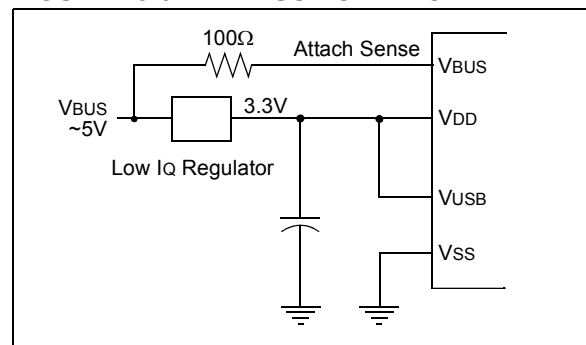 100Ω
Attach Sense
VBUS
VBUS
~5V
3.3V
VDD
Low IQ Regulator
VUSB
VSS